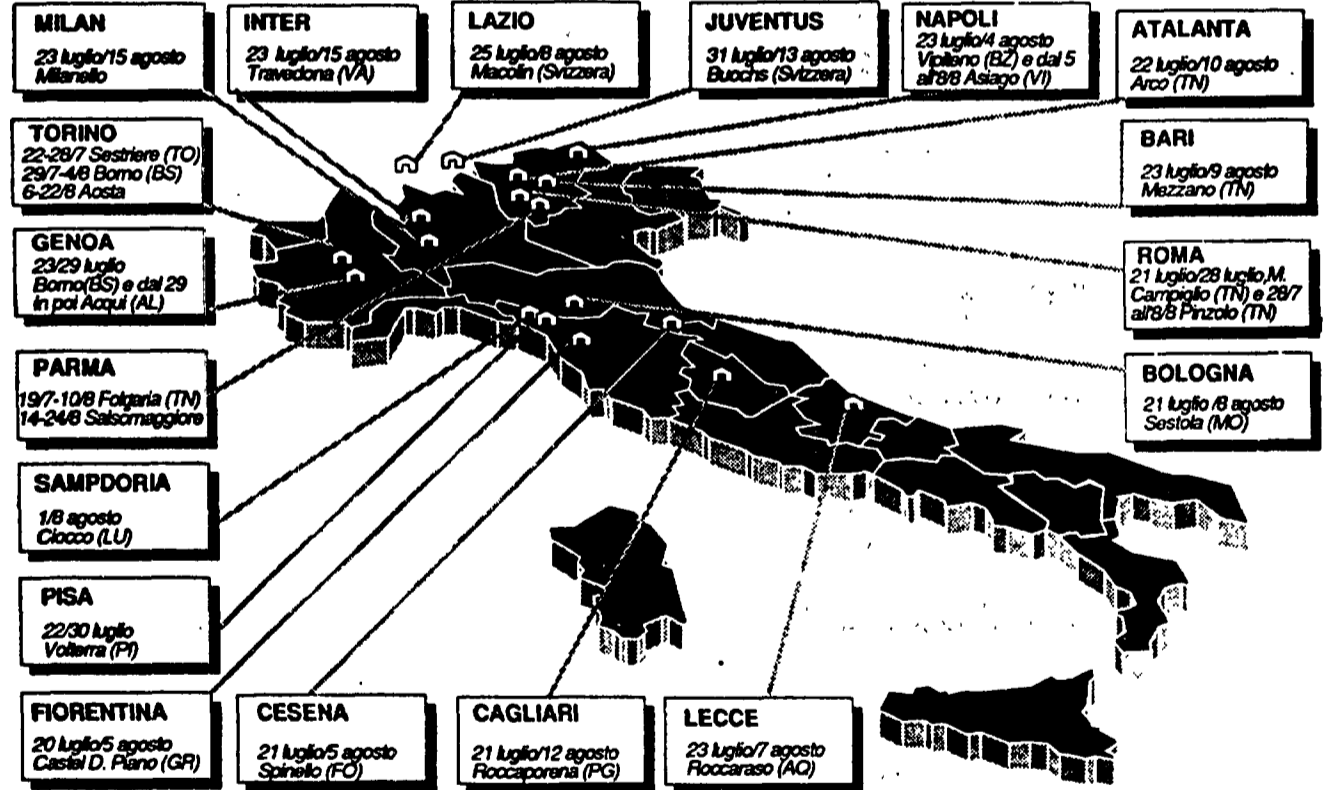 MILAN
23 luglio/15 agosto
Milanello
INTER
23 luglio/15 agosto
Travedona (VA)
LAZIO
25 luglio/8 agosto
Macolin (Svizzera)
JUVENTUS
31 luglio/13 agosto
Buochs (Svizzera)
NAPOLI
23 luglio/4 agosto
Vipiteno (BZ) e dal 5
all'8/8 Asiago (VI)
ATALANTA
22 luglio/10 agosto
Arco (TN)
TORINO
22-28/7 Sestriere (TO)
29/7-4/8 Borno (BS)
6-22/8 Aosta
BARI
23 luglio/9 agosto
Mezzano (TN)
GENOA
23/29 luglio
Borno(BS) e dal 29
in poi Acqui (AL)
ROMA
21 luglio/28 luglio,M.
Campiglio (TN) e 28/7
all'8/8 Pinzolo (TN)
PARMA
19/7-10/8 Folgaria (TN)
14-24/8 Salsomaggiore
BOLOGNA
21 luglio /8 agosto
Sestola (MO)
SAMPDORIA
1/8 agosto
Ciocco (LU)
PISA
22/30 luglio
Volterra (PI)
FIORENTINA
20 luglio/5 agosto
Castel D. Piano (GR)
CESENA
21 luglio/5 agosto
Spinello (FO)
CAGLIARI
21 luglio/12 agosto
Roccaporena (PG)
LECCE
23 luglio/7 agosto
Roccaraso (AQ)